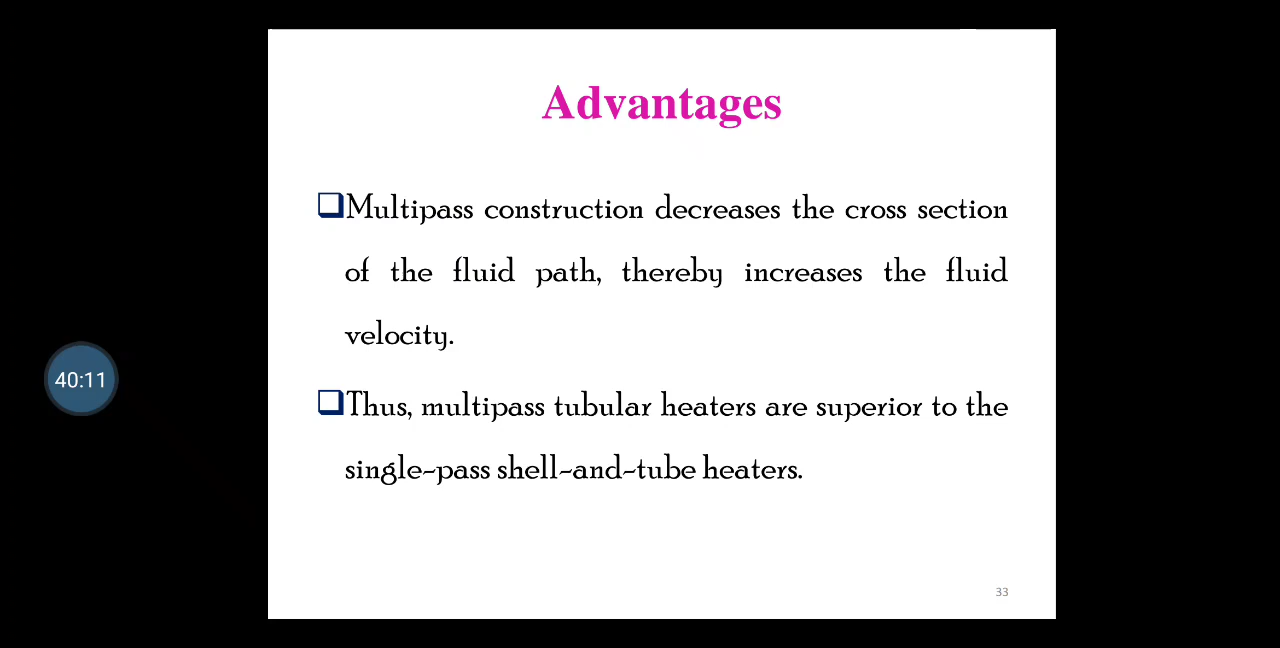 Advantages
❑Multipass construction decreases the cross section
of the fluid path, thereby increases the fluid
velocity.
40:11
❑Thus, multipass tubular heaters are superior to the
single-pass shell-and-tube heaters.
33